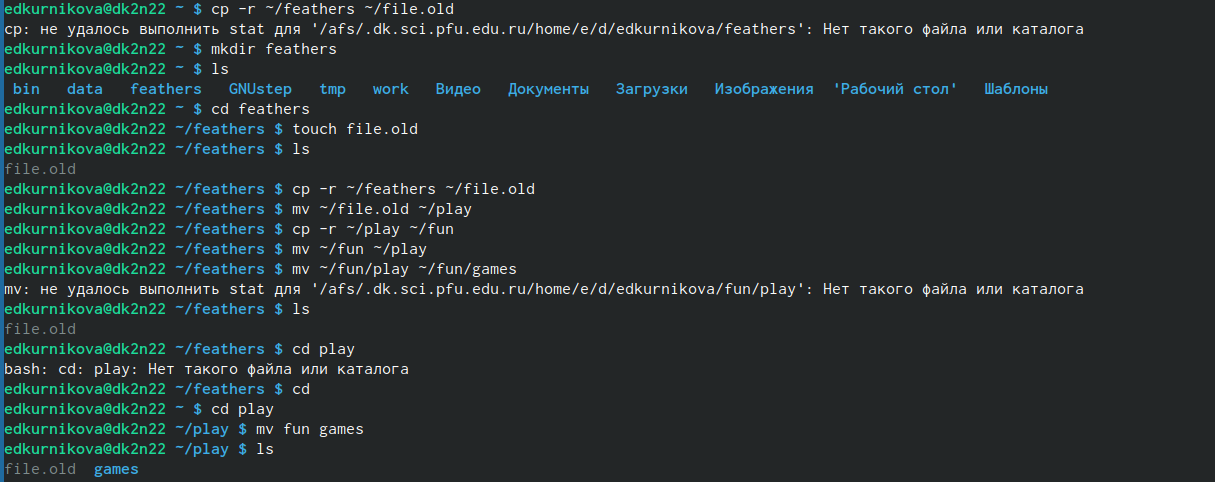 edkurnikova@dk2n22 ~ $ cp -r ~/feathers ~/file.old
cp: не удалось выполнить stat для '/afs/.dk.sci.pfu.edu.ru/home/e/d/edkurnikova/feathers': Нет такого файла или каталога
edkurnikova@dk2n22 ~ $ mkdir feathers
edkurnikova@dk2n22 ~ $ ls
bin data feathers GNUstep tmp work Видео Документы Загрузки Изображения 'Рабочий стол' Шаблоны
edkurnikova@dk2n22 ~ $ cd feathers
edkurnikova@dk2n22 ~/feathers $ touch file.old
edkurnikova@dk2n22 ~/feathers $ ls
file.old
edkurnikova@dk2n22 ~/feathers $ cp -r ~/feathers ~/file.old
edkurnikova@dk2n22 ~/feathers $ mv ~/file.old ~/play
edkurnikova@dk2n22 ~/feathers $ cp -r ~/play ~/fun
edkurnikova@dk2n22 ~/feathers $ mv ~/fun ~/play
edkurnikova@dk2n22 ~/feathers $ mv ~/fun/play ~/fun/games
mv: не удалось выполнить stat для '/afs/.dk.sci.pfu.edu.ru/home/e/d/edkurnikova/fun/play': Нет такого файла или каталога
edkurnikova@dk2n22 ~/feathers $ ls
file.old
edkurnikova@dk2n22 ~/feathers $ cd play
bash: cd: play: Нет такого файла или каталога
edkurnikova@dk2n22 ~/feathers $ cd
edkurnikova@dk2n22 ~ $ cd play
edkurnikova@dk2n22 ~/play $ mv fun games
edkurnikova@dk2n22 ~/play $ ls
file.old games